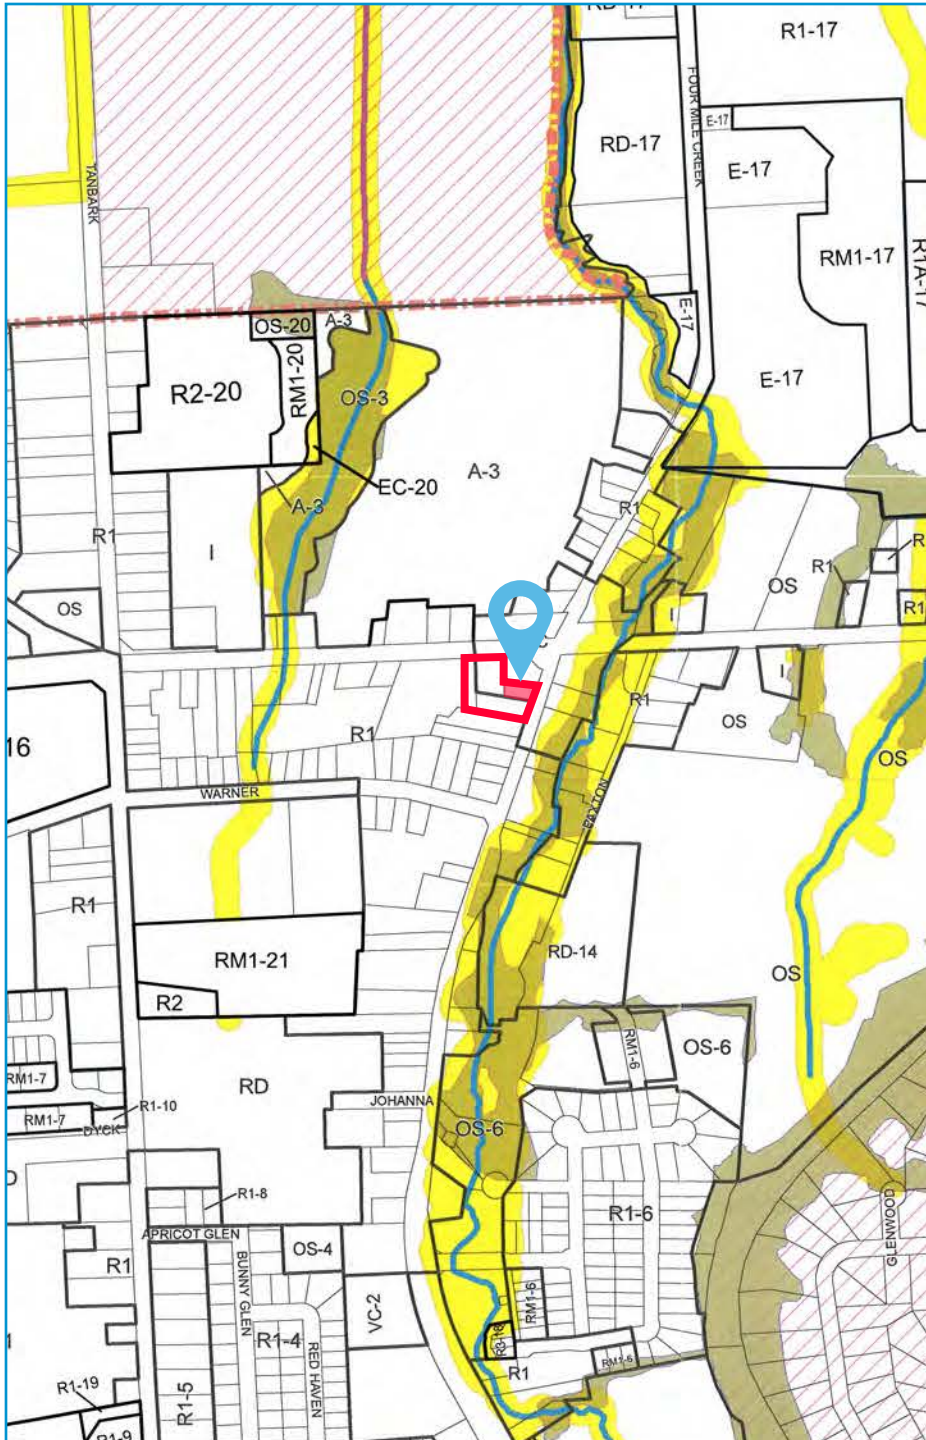 R1-17
FOUR MILE CREEK
E-17
RD-17
E-17
TANBARK
RM1-17
R1A-17
E-17
A-3
OS-20
RM1-20
E-17
R2-20
OS-3
A-3
EC-20
A-3
R1
R1
I
R1
OS
OS
I
R1
R1
OS
I
OS
16
R1
WARNER
PAXTON
R1
RM1-21
RD-14
OS
R2
RM1-6
OS-6
RM1-7
RD
R1-10
JOHANNA
RM1-7
DYCK
OS-6
R1-8
R1-6
APRICOT GLEN
GLENWOOD
OS-4
R1
BUNNY GLEN
VC-2
RM1-6
R1-4
RED HAVEN
R1
RM1-6
R1-19
R1-5
R1-9